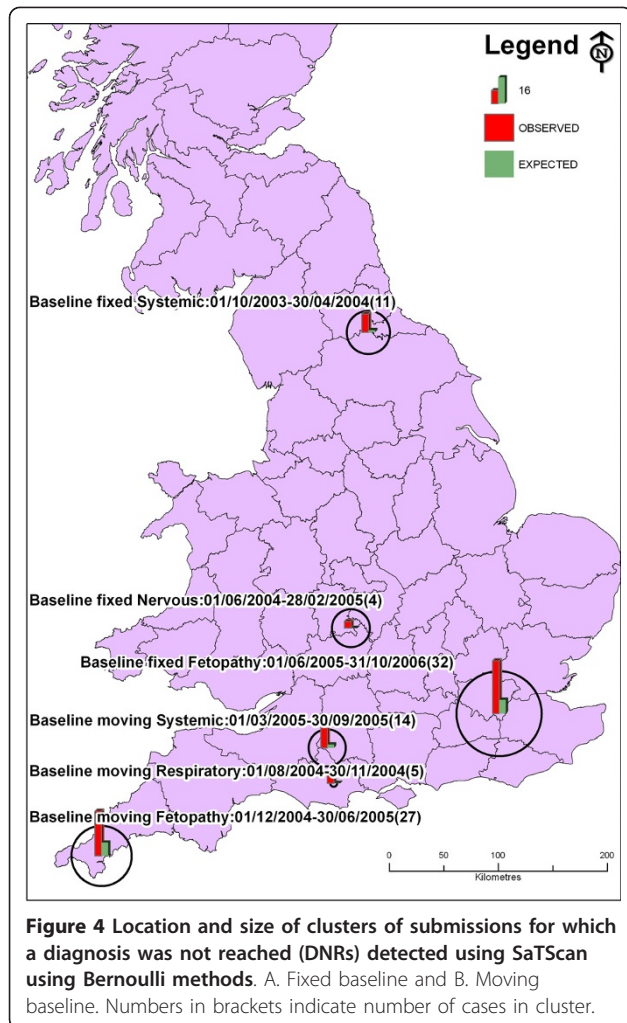 Legend
N
16
OBSERVED
EXPECTED
Baseline fixed Systemic:01/10/2003-30/04/2004(11)
Baseline fixed Nervous:01/06/2004-28/02/2005(4)
Baseline fixed Fetopathy:01/06/2005-31/10/2006(32)
Baseline moving Systemic:01/03/2005-30/09/2005(14)
Baseline moving Respiratory:01/08/2004-30/11/2004(5)
Baseline moving Fetopathy:01/12/2004-30/06/2005(27)
0 50 100 200
Kilometres
Figure 4 Location and size of clusters of submissions for which
a diagnosis was not reached (DNRs) detected using SaTScan
using Bernoulli methods. A. Fixed baseline and B. Moving
baseline. Numbers in brackets indicate number of cases in cluster.